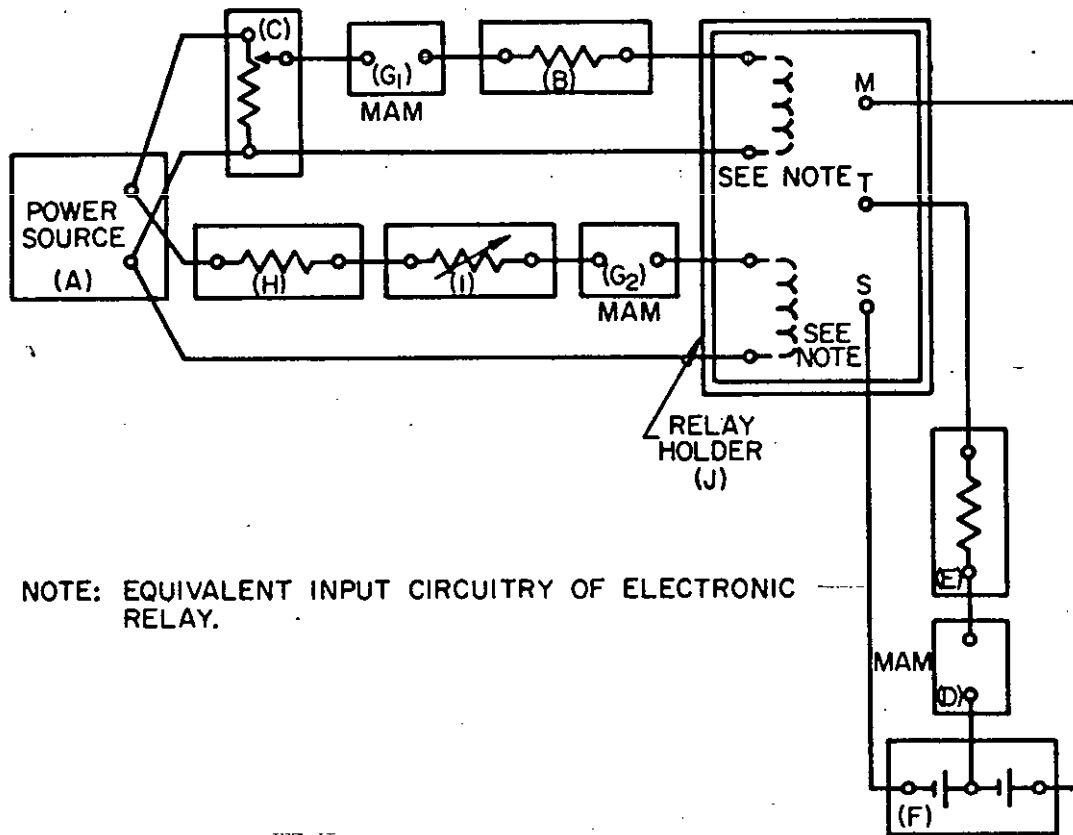 (C)
(G1)
MAM
(B)
M
SEE NOTE
T
POWER
SOURCE
(A)
(H)
(I)
(G2)
MAM
S
SEE
NOTE
RELAY
HOLDER
(J)
NOTE: EQUIVALENT INPUT CIRCUITRY OF ELECTRONIC
RELAY.
(E)
MAM
(D)
(F)